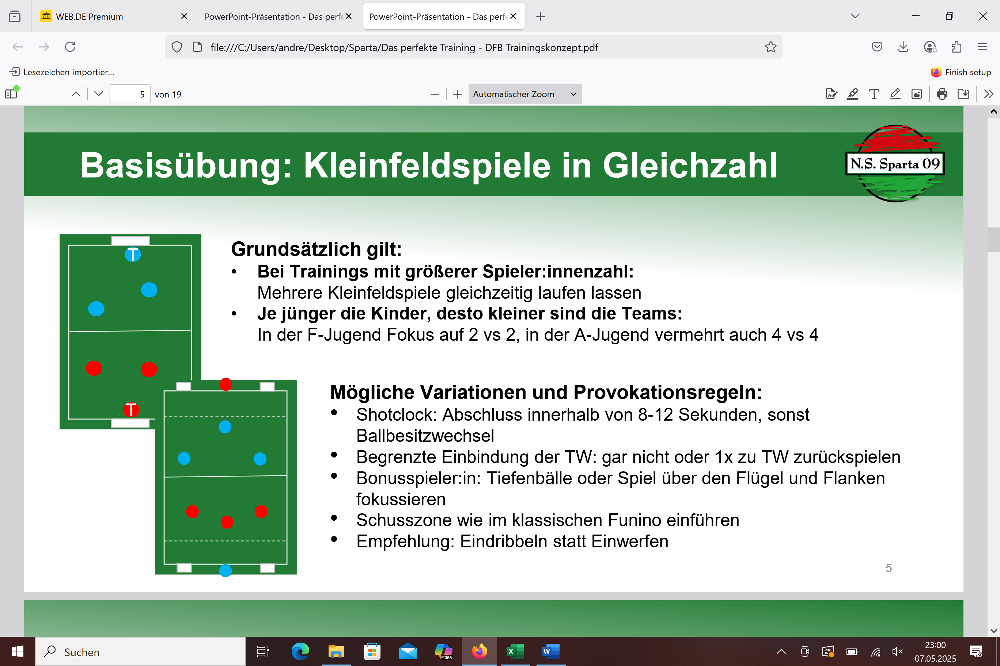 WEB.DE Premium
PowerPoint-Präsentation - Das perfe
PowerPoint-Präsentation - Das perfe
file:///C:/Users/andre/Desktop/Sparta/Das perfekte Training - DFB Trainingskonzept.pdf
Lesezeichen importier...
Finish setup
5 von 19
Automatischer Zoom
Basisübung: Kleinfeldspiele in Gleichzahl
N.S. Sparta 09
T
T
Grundsätzlich gilt:
• Bei Trainings mit größerer Spieler:innenzahl:
Mehrere Kleinfeldspiele gleichzeitig laufen lassen
• Je jünger die Kinder, desto kleiner sind die Teams:
In der F-Jugend Fokus auf 2 vs 2, in der A-Jugend vermehrt auch 4 vs 4
Mögliche Variationen und Provokationsregeln:
• Shotclock: Abschluss innerhalb von 8-12 Sekunden, sonst
Ballbesitzwechsel
• Begrenzte Einbindung der TW: gar nicht oder 1x zu TW zurückspielen
• Bonusspieler:in: Tiefenbälle oder Spiel über den Flügel und Flanken
fokussieren
• Schusszone wie im klassischen Funino einführen
• Empfehlung: Eindribbeln statt Einwerfen
5
Suchen
M365
X
W
23:00
07.05.2025